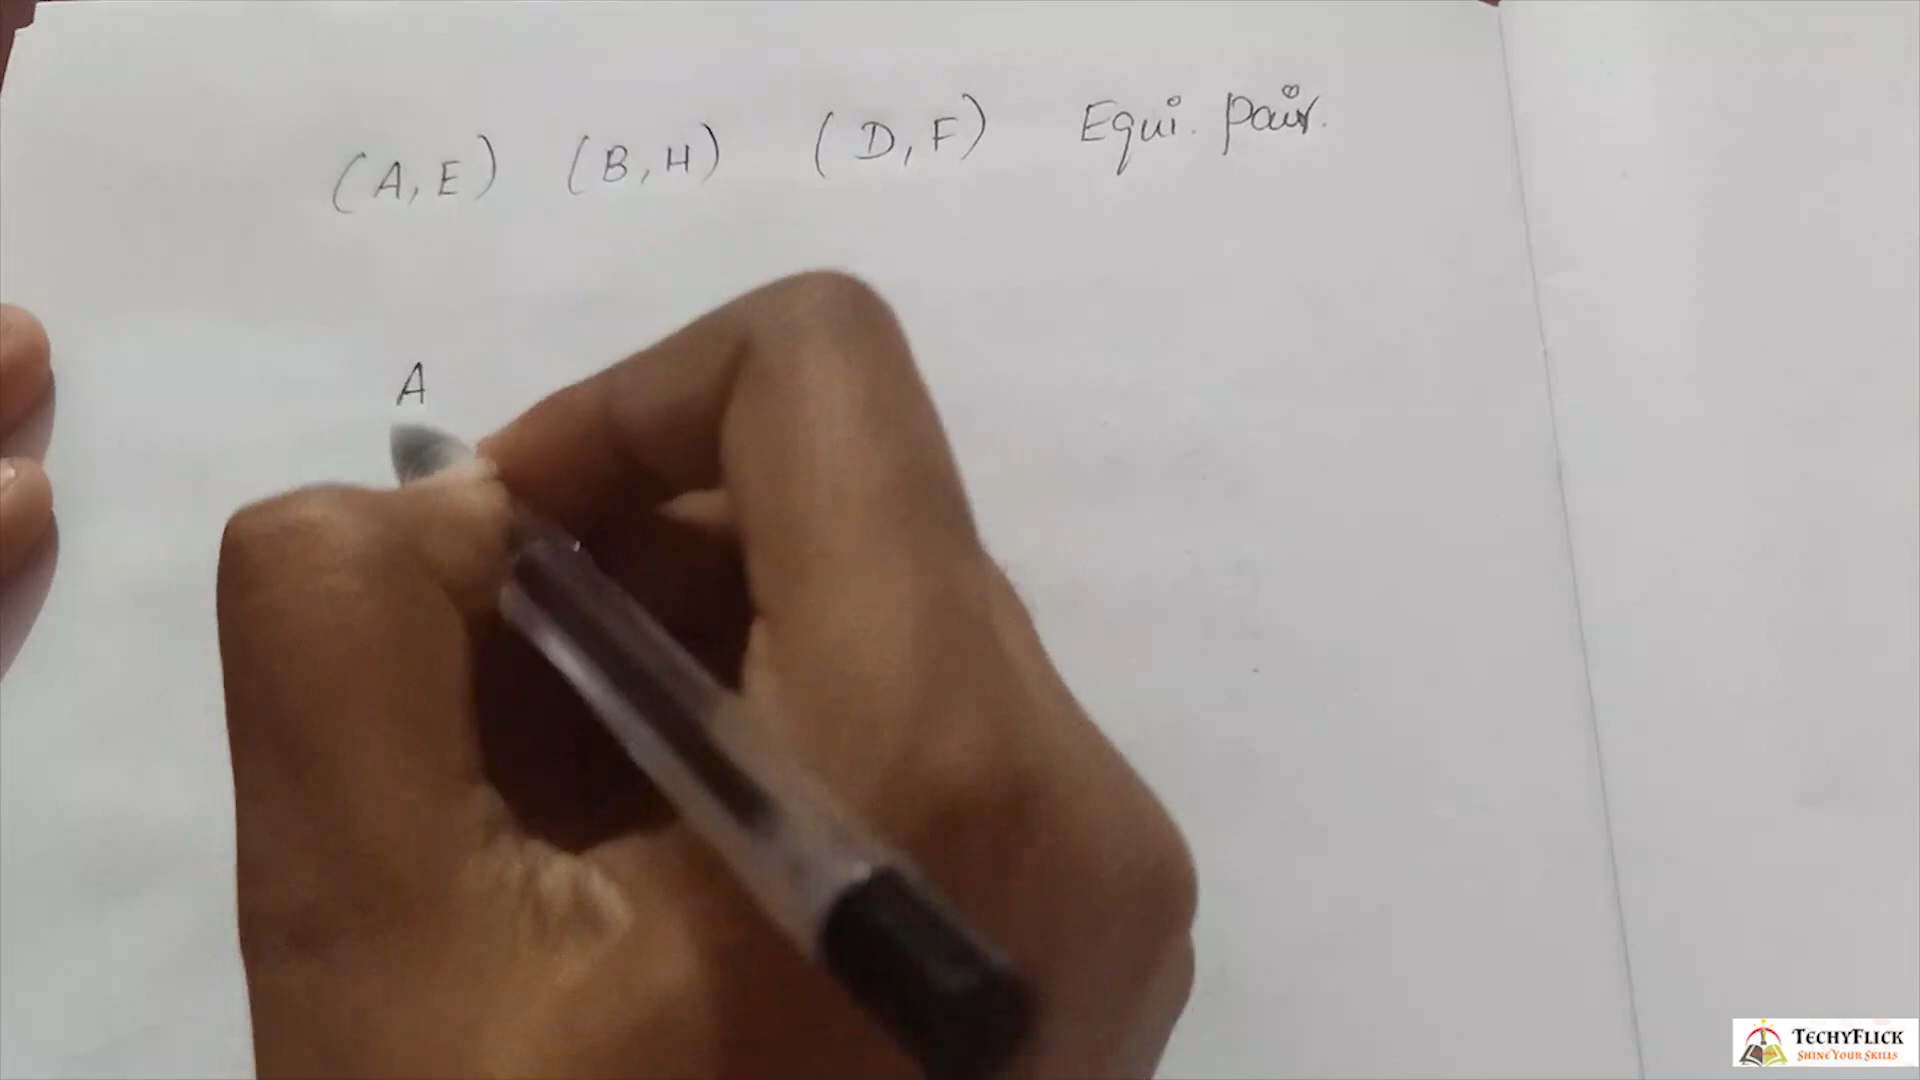 (A, E) (B, H) (D, F) Equi. pair.
A
TECHYFLICK
SHINE YOUR SKILLS